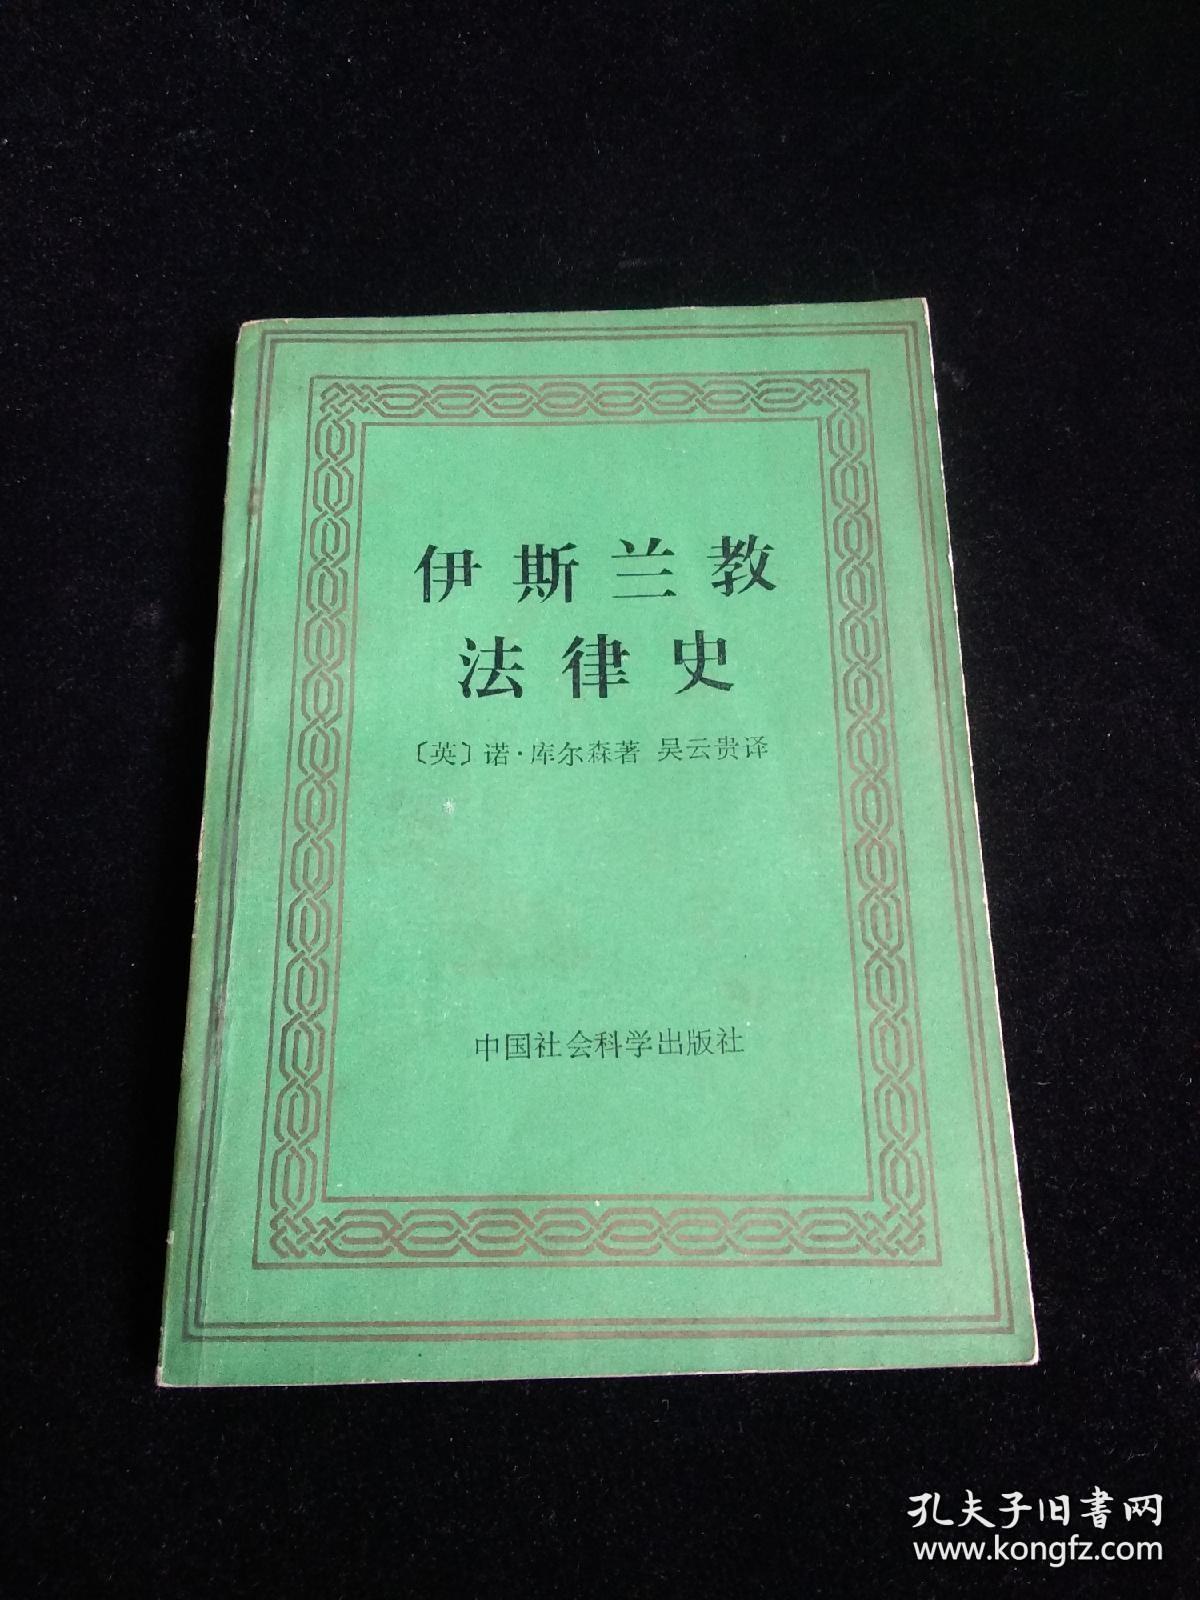 伊斯兰教
法律史
〔英〕诺·库尔森著 吴云贵译
中国社会科学出版社
孔夫子旧书网
www.kongfz.com